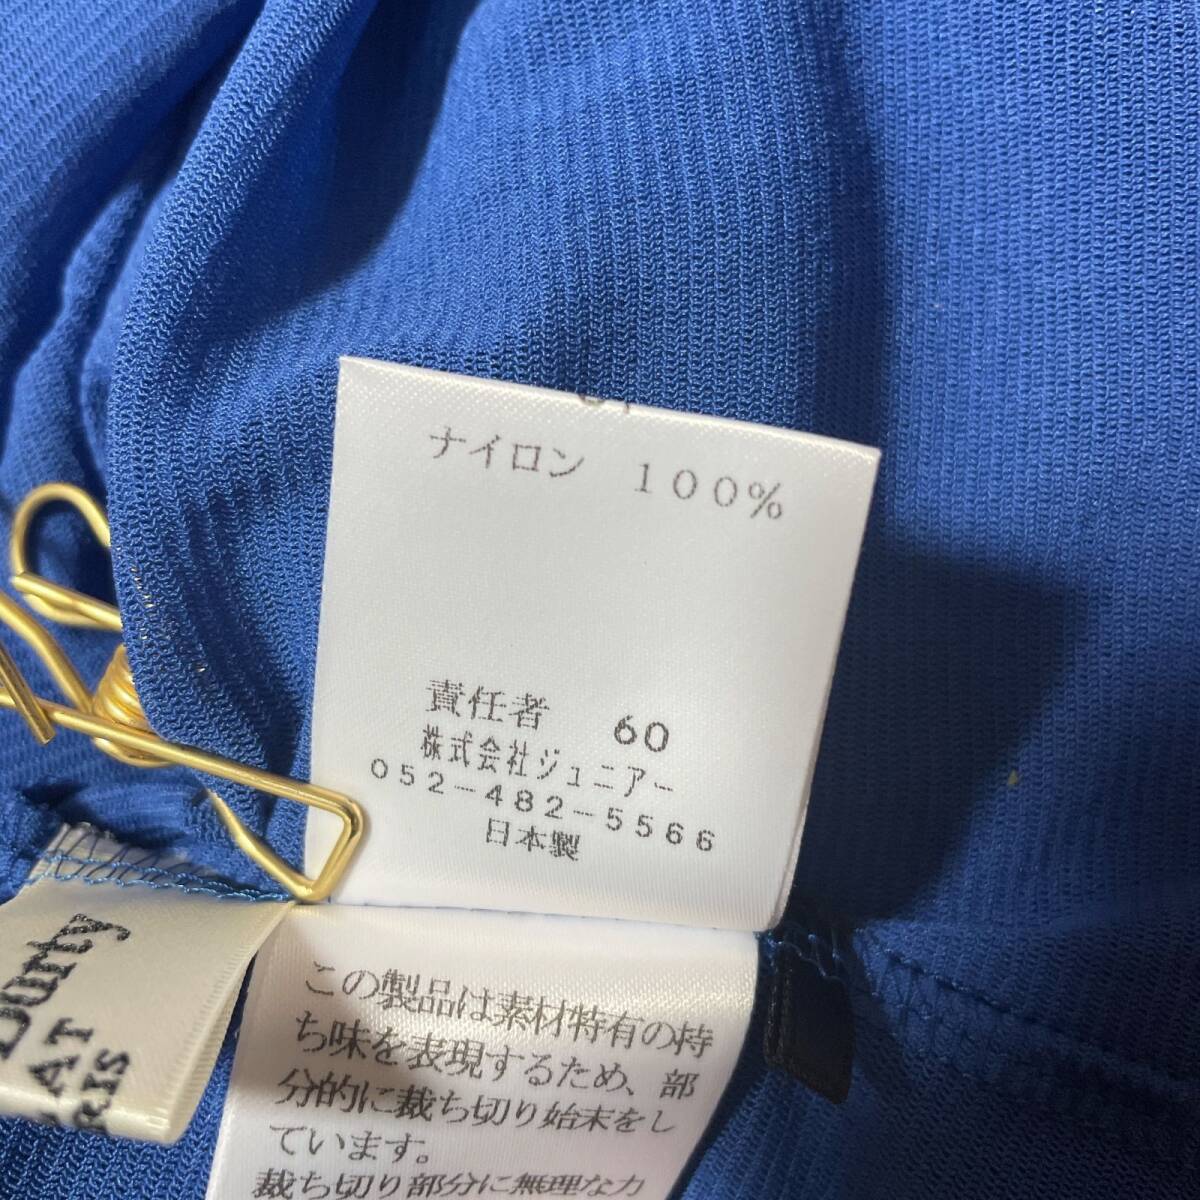 ナイロン 100%
責任者 60
株式会社ジュニアー
052-482-5566
日本製
この製品は素材特有の持
ち味を表現するため、部
分的に裁ち切り始末をし
ています。
裁ち切り部分に無理な力